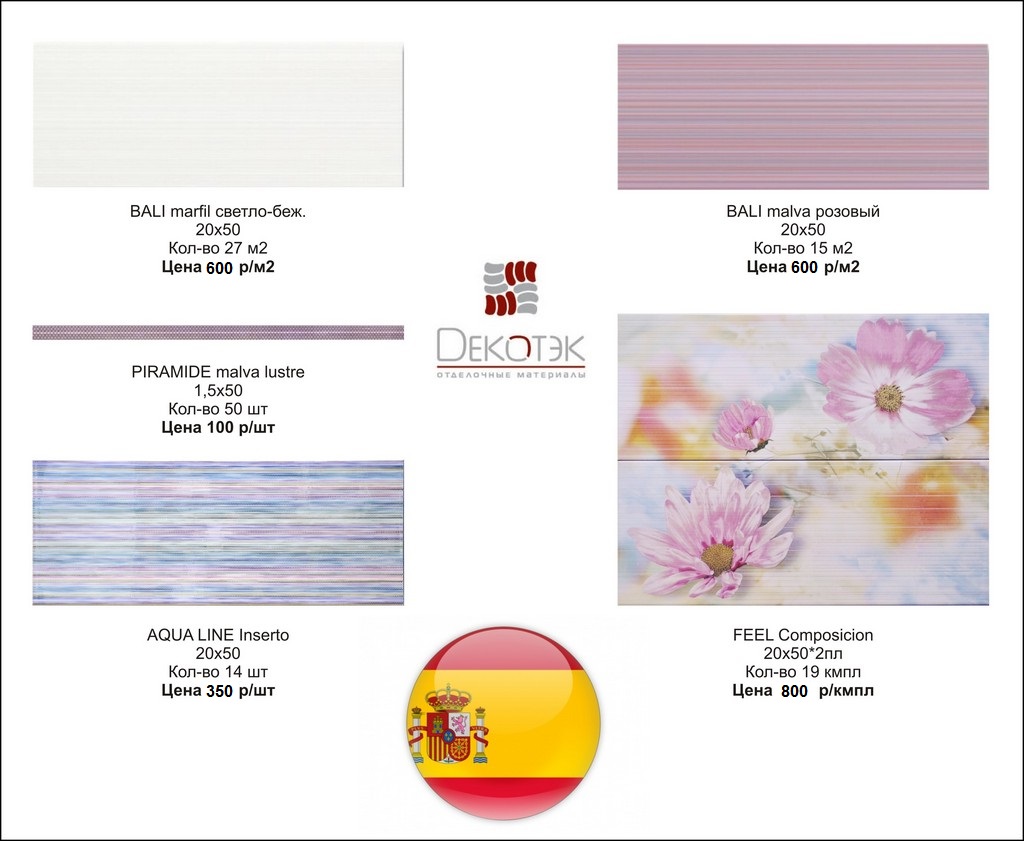 BALI marfil светло-беж.
20x50
Кол-во 27 м2
Цена 600 р/м2
BALI malva розовый
20x50
Кол-во 15 м2
Цена 600 р/м2
PIRAMIDE malva lustre
1,5x50
Кол-во 50 шт
Цена 100 р/шт
ДЕКОТЭК
ОТДЕЛОЧНЫЕ МАТЕРИАЛЫ
AQUA LINE Inserto
20x50
Кол-во 14 шт
Цена 350 р/шт
FEEL Composicion
20x50*2пл
Кол-во 19 кмпл
Цена 800 р/кмпл